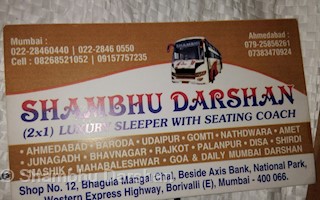 Mumbai :
022-28460440 | 022-2846 0550
Cell : 08268521052 | 09157757235
Ahmedabad :
079-25856261
07383470924
SHAMBHU DARSHAN
(2x1) LUXURY SLEEPER WITH SEATING COACH
• AHMEDABAD • BARODA • UDAIPUR • GOMTI • NATHDWARA • AMET
• JUNAGADH • BHAVNAGAR • RAJKOT • PALANPUR • DISA • SHIRDI
NASHIK • MAHABALESHWAR • GOA & DAILY MUMBAI DARSHAN
Shop No. 12, Bhagula Mangal Chal, Beside Axis Bank, National Park,
Western Express Highway, Borivalli (E), Mumbai - 400 066.